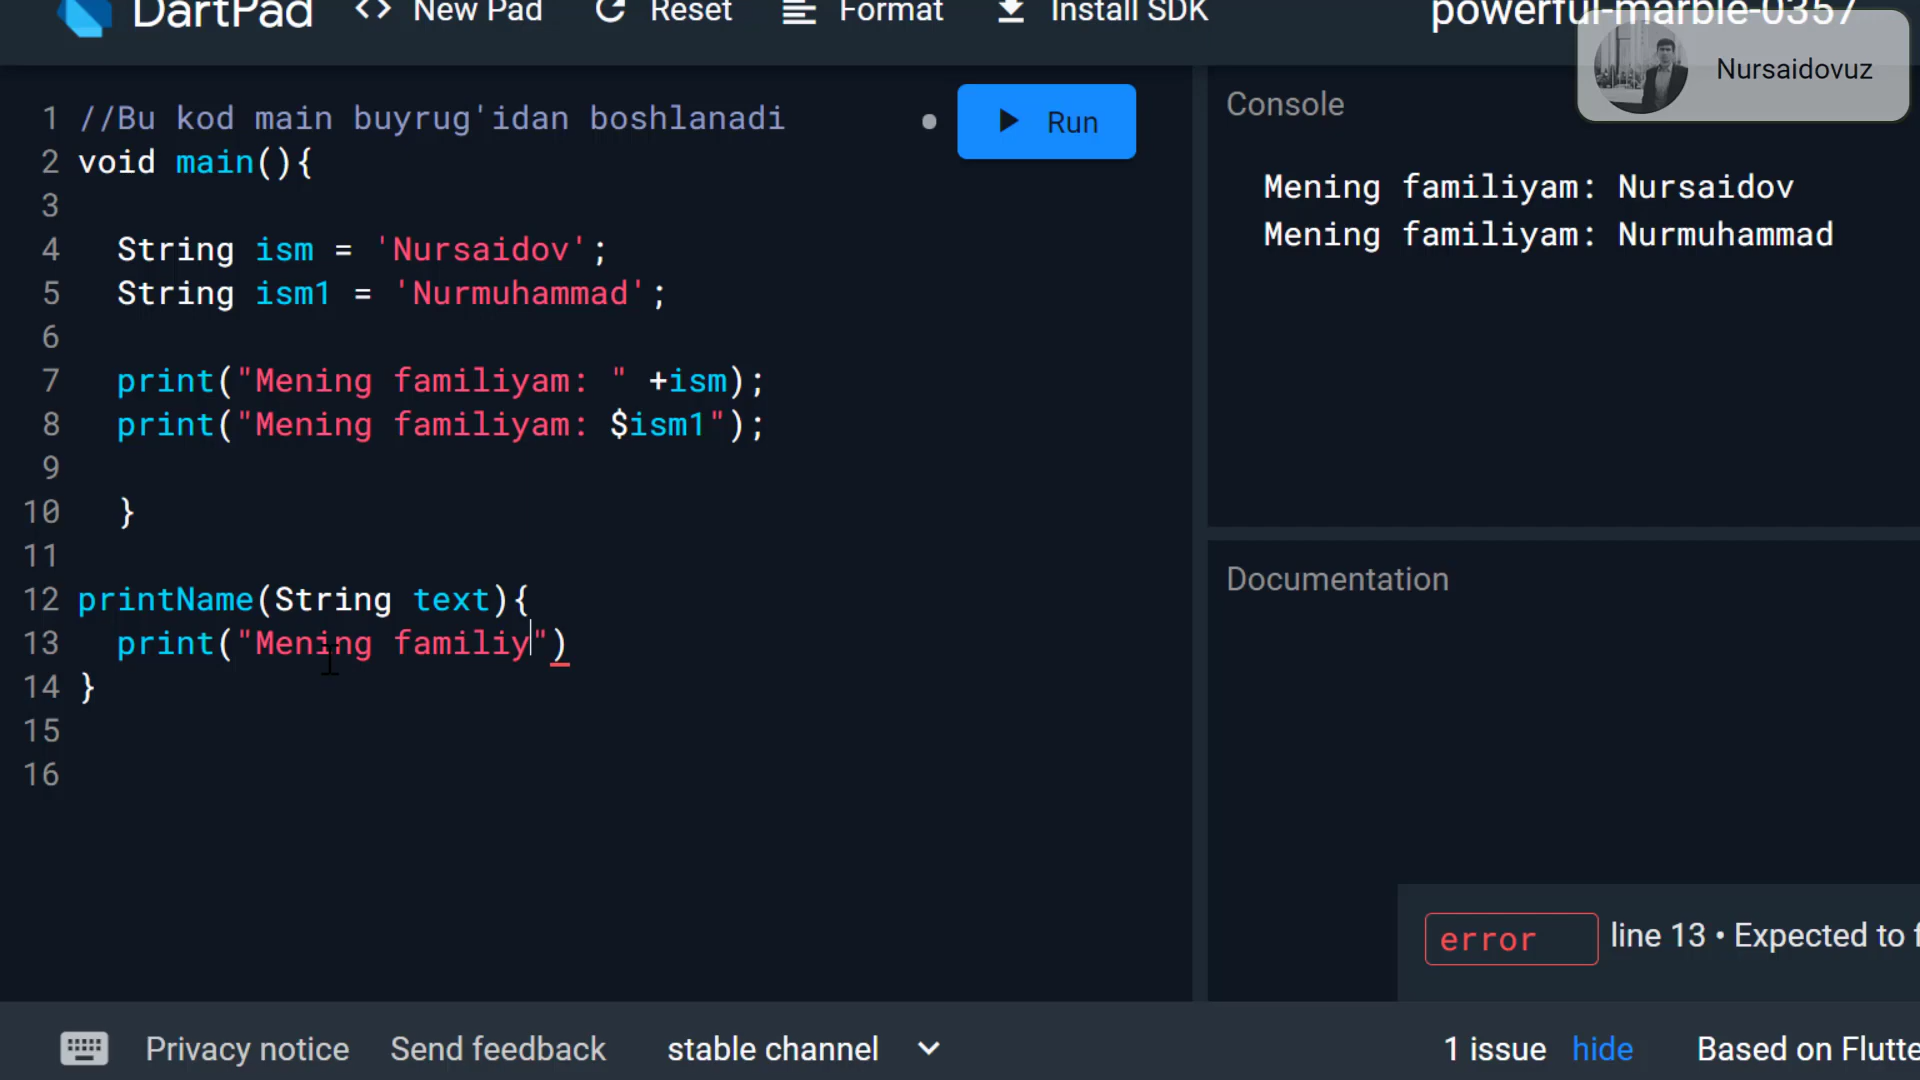 DartPad <> New Pad Reset Format Install SDK powerful-marble-0357
Nursaidovuz
1 //Bu kod main buyrug'idan boshlanadi
2 void main(){
3
4 String ism = 'Nursaidov';
5 String ism1 = 'Nurmuhammad';
6
7 print("Mening familiyam: " +ism);
8 print("Mening familiyam: $ism1");
9
10 }
11
12 printName(String text){
13 print("Mening familiy")
14 }
15
16
Run
Console
Mening familiyam: Nursaidov
Mening familiyam: Nurmuhammad
Documentation
error line 13 • Expected to f
Privacy notice Send feedback stable channel 1 issue hide Based on Flutte